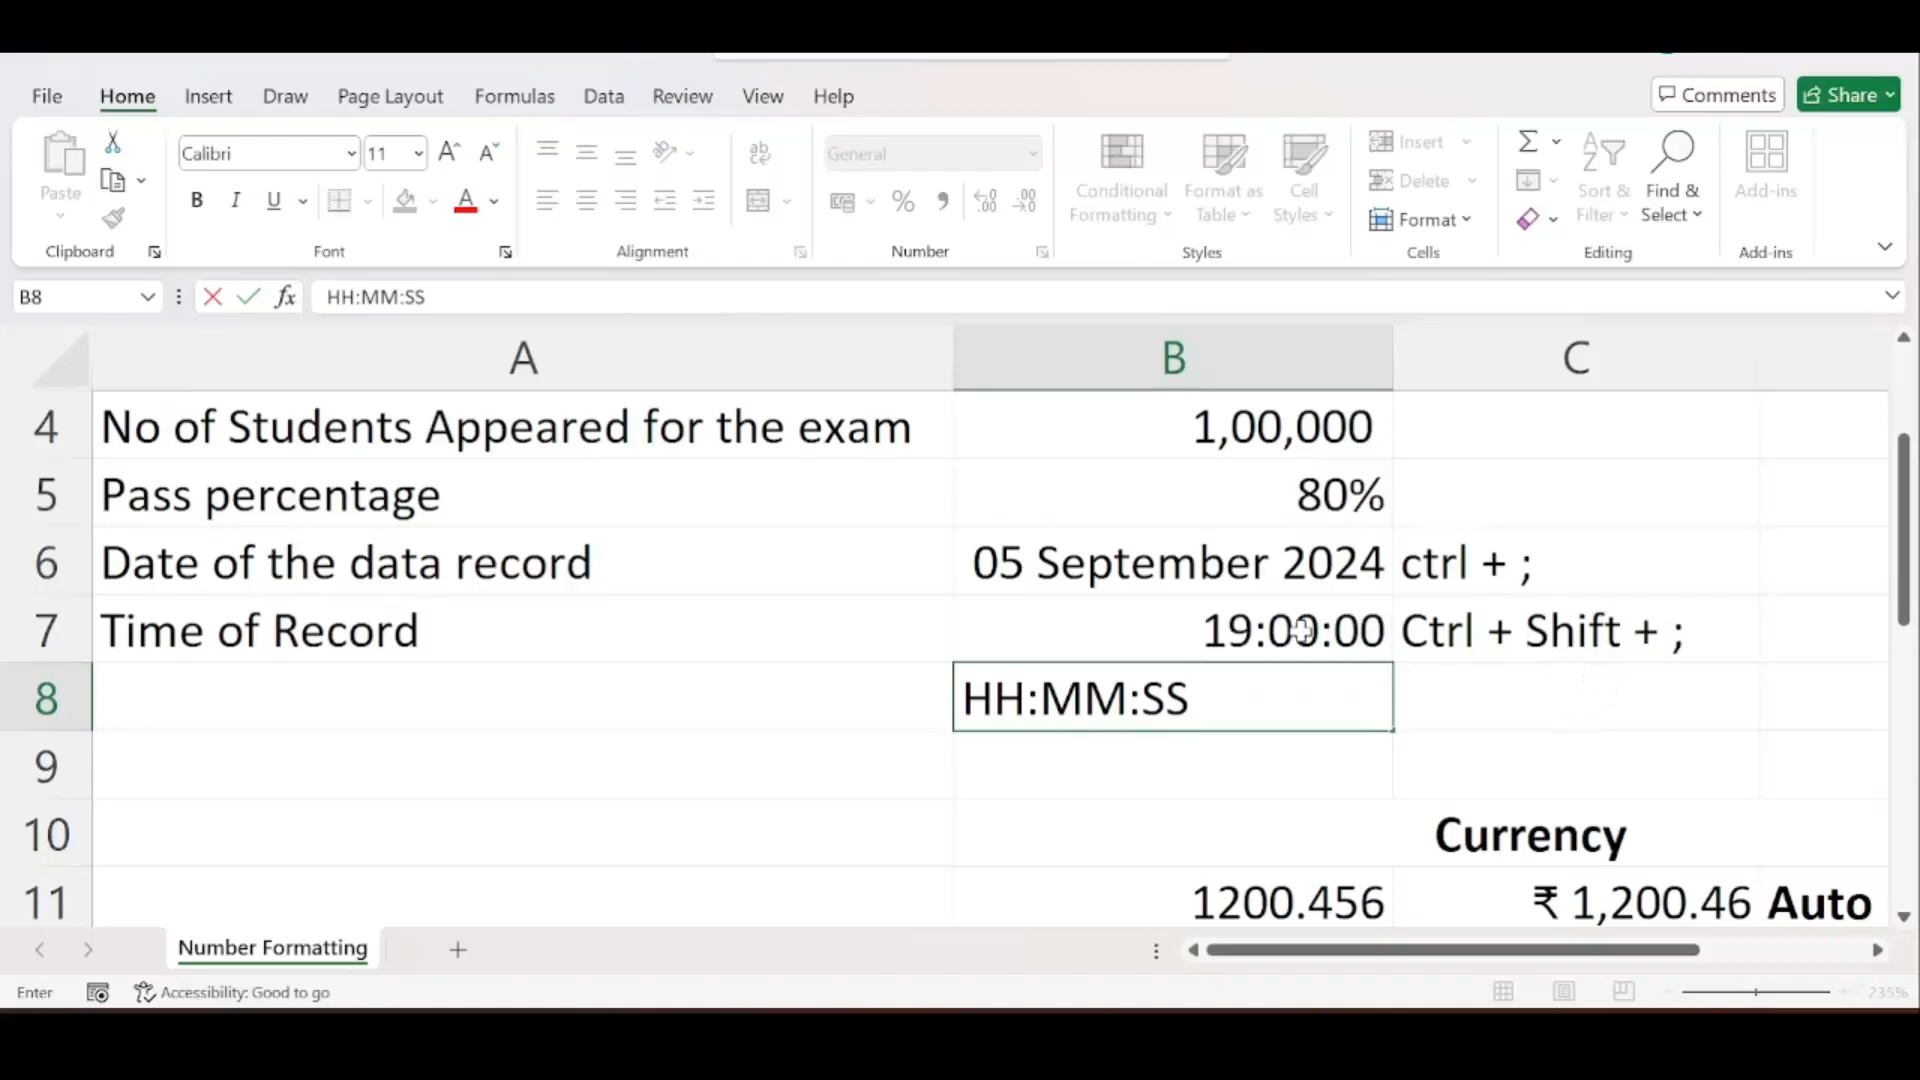 File Home Insert Draw Page Layout Formulas Data Review View Help Comments Share
Paste
Clipboard
Calibri 11
B I U
Font
Alignment
General
Number
Conditional Formatting
Format as Table
Cell Styles
Styles
Insert
Delete
Format
Cells
Sort & Filter
Find & Select
Editing
Add-ins
Add-ins
B8 fx HH:MM:SS
A B C
4 No of Students Appeared for the exam 1,00,000
5 Pass percentage 80%
6 Date of the data record 05 September 2024 ctrl + ;
7 Time of Record 19:00:00 Ctrl + Shift + ;
8 HH:MM:SS
9
10 Currency
11 1200.456 ₹ 1,200.46 Auto
Number Formatting
Enter Accessibility: Good to go 235%